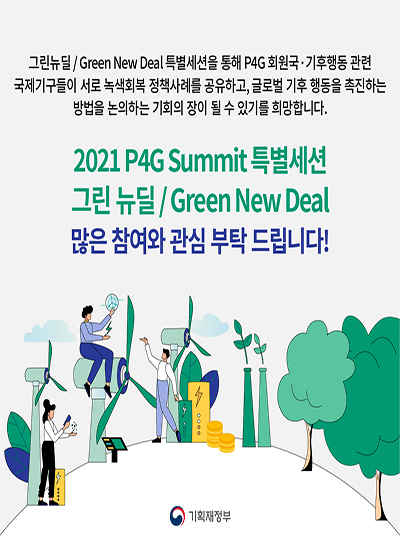 그린뉴딜 / Green New Deal 특별세션을 통해 P4G 회원국·기후행동 관련
국제기구들이 서로 녹색회복 정책사례를 공유하고, 글로벌 기후 행동을 촉진하는
방법을 논의하는 기회의 장이 될 수 있기를 희망합니다.
2021 P4G Summit 특별세션
그린 뉴딜 / Green New Deal
많은 참여와 관심 부탁 드립니다!
기획재정부